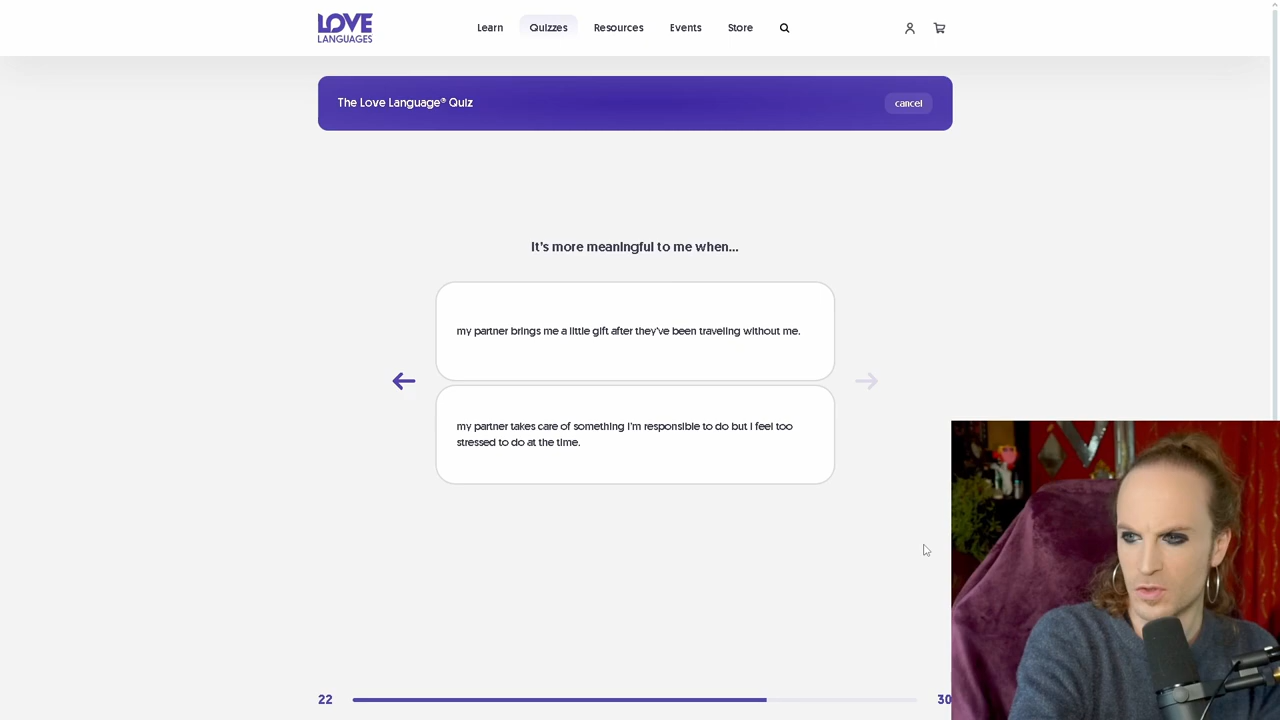 LOVE
LANGUAGES
Learn
Quizzes
Resources
Events
Store
The Love Language® Quiz
cancel
It's more meaningful to me when...
my partner brings me a little gift after they've been traveling without me.
my partner takes care of something I'm responsible to do but I feel too
stressed to do at the time.
22
30